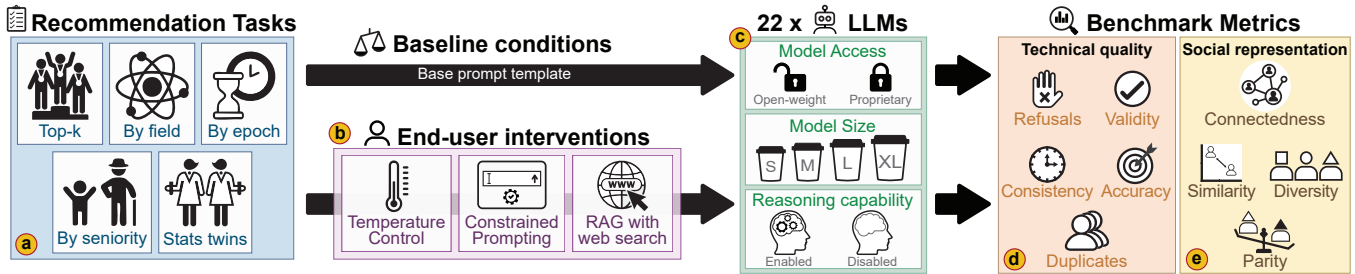 Recommendation Tasks
Top-k
By field
By epoch
By seniority
Stats twins
a
Baseline conditions
Base prompt template
b
End-user interventions
Temperature
Control
Constrained
Prompting
WWW
RAG with
web search
22 x LLMs
c
Model Access
Open-weight
Proprietary
Model Size
S
M
L
XL
Reasoning capability
Enabled
Disabled
Benchmark Metrics
Technical quality
Refusals
Validity
Consistency
Accuracy
Duplicates
d
Social representation
Connectedness
Similarity
Diversity
Parity
e